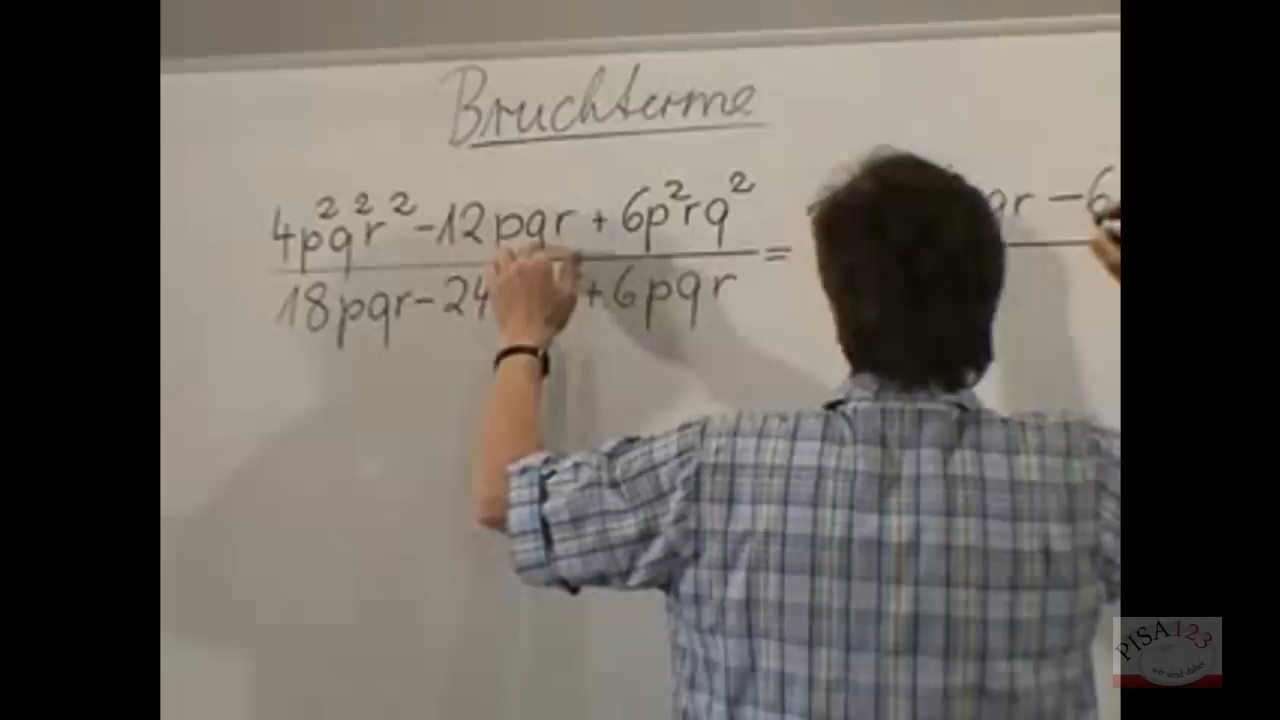 Bruchterme
4p²q²r² - 12pqr + 6p²rq²
18pqr - 24 + 6pqr
=
qr - 6
PISA123
wir sind dabei